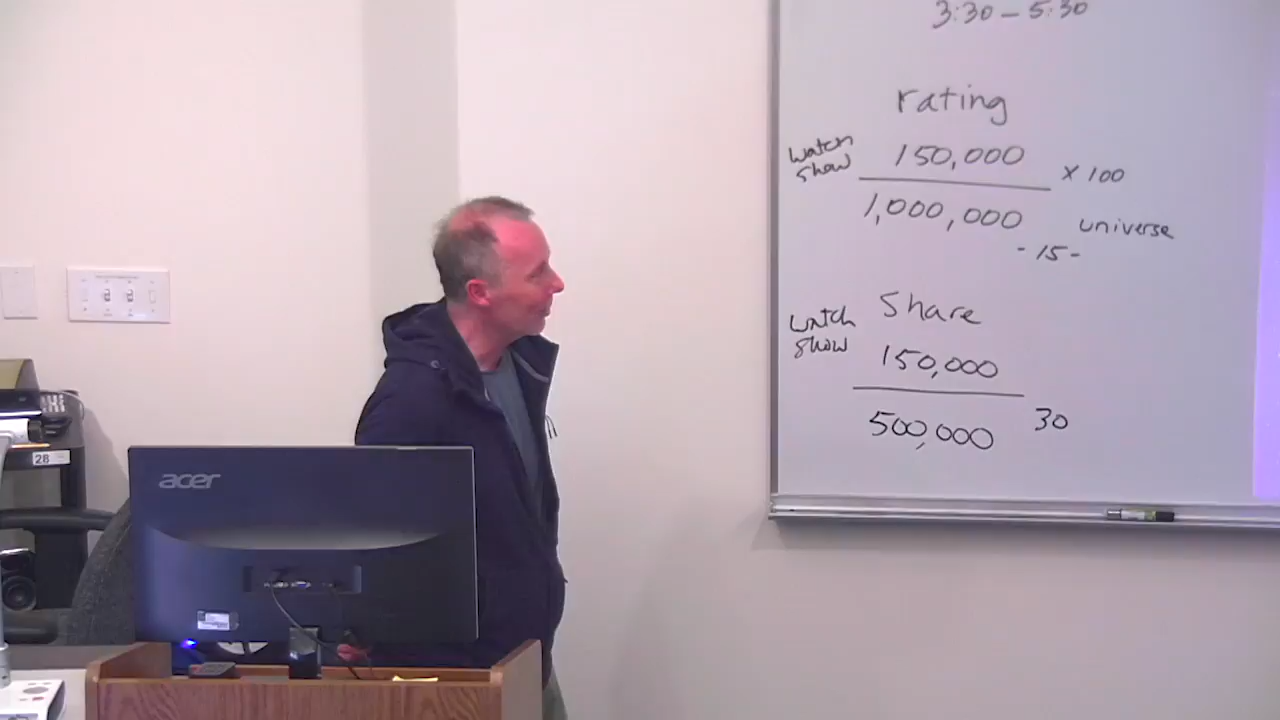 3:30 - 5:30
rating
watch
show
150,000
x 100
1,000,000
universe
- 15 -
Share
watch
show
150,000
500,000
30
acer
28